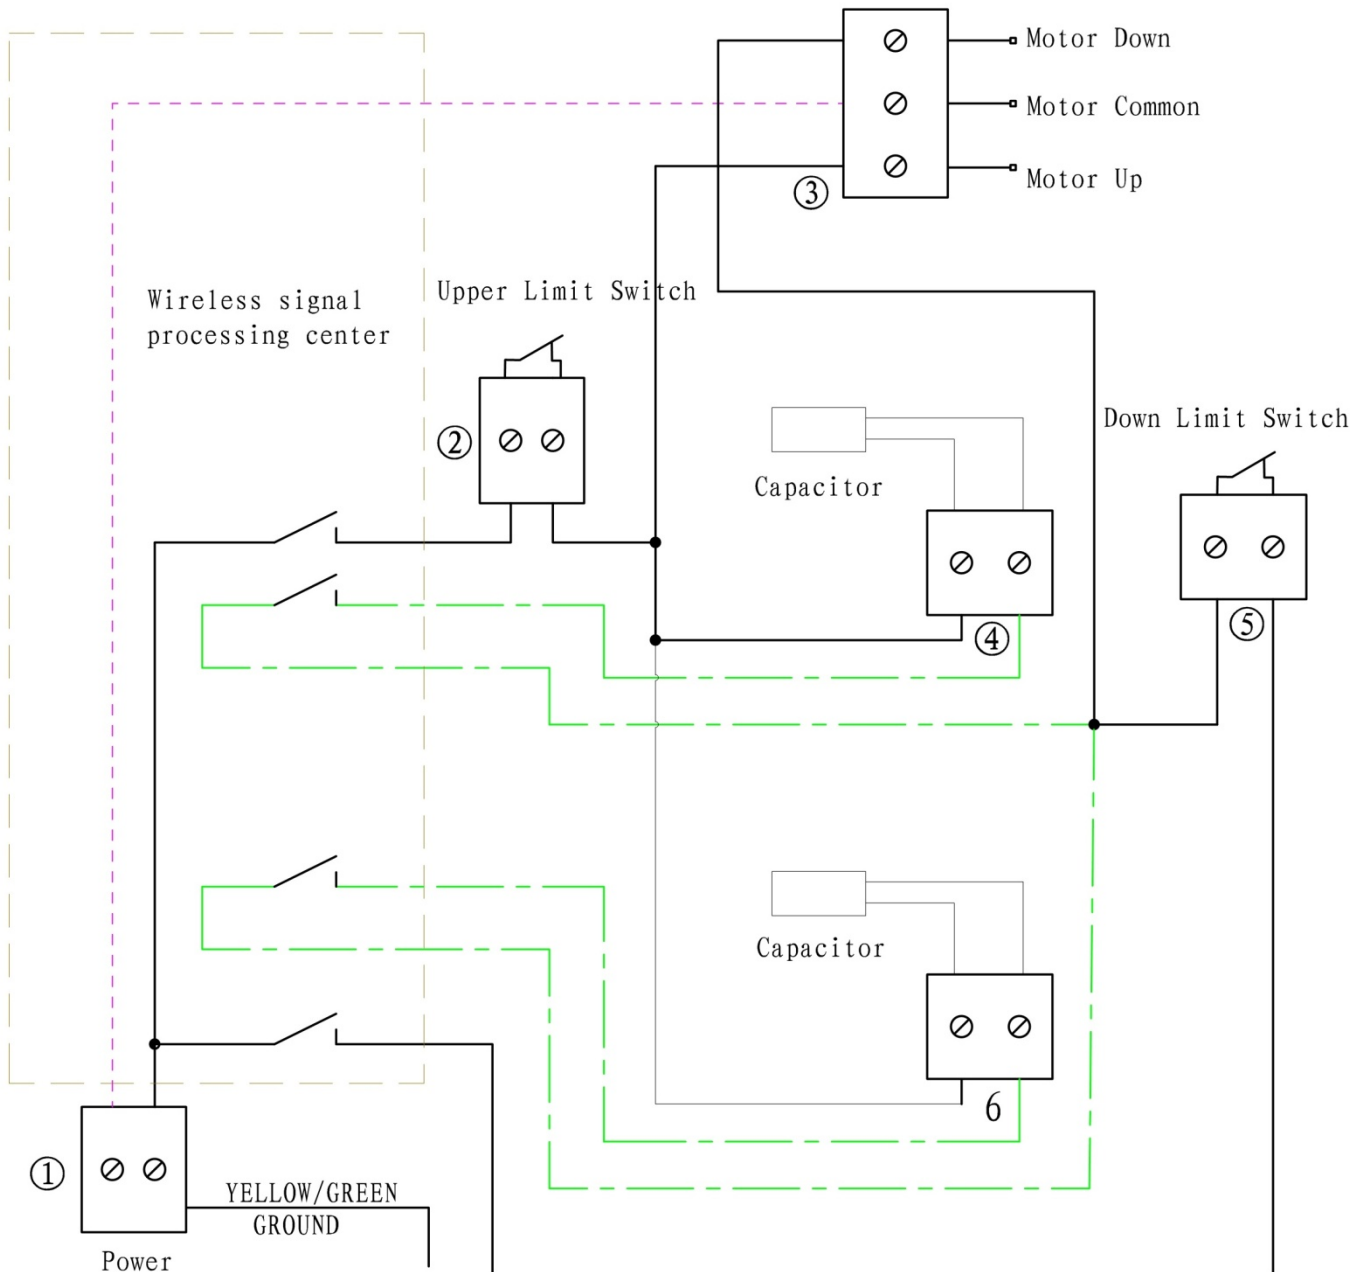 Motor Down
Motor Common
Motor Up
③
Wireless signal
processing center
Upper Limit Switch
②
Capacitor
④
Down Limit Switch
⑤
Capacitor
6
①
YELLOW/GREEN
GROUND
Power